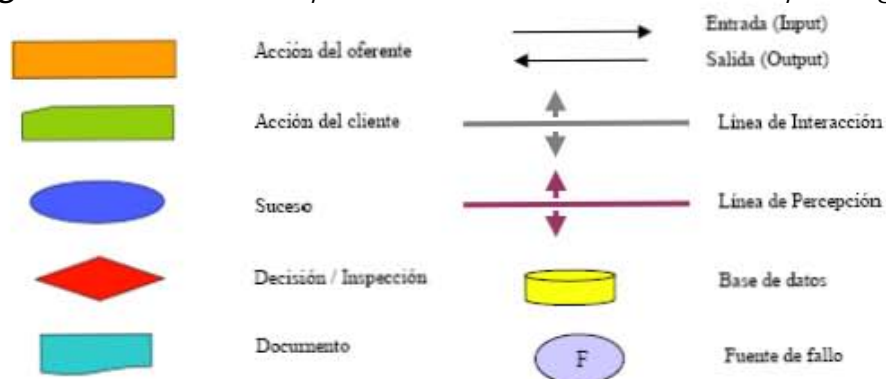 Acción del oferente
Acción del cliente
Suceso
Decisión / Inspección
Documento
Entrada (Input)
Salida (Output)
Línea de Interacción
Línea de Percepción
Base de datos
F
Fuente de fallo